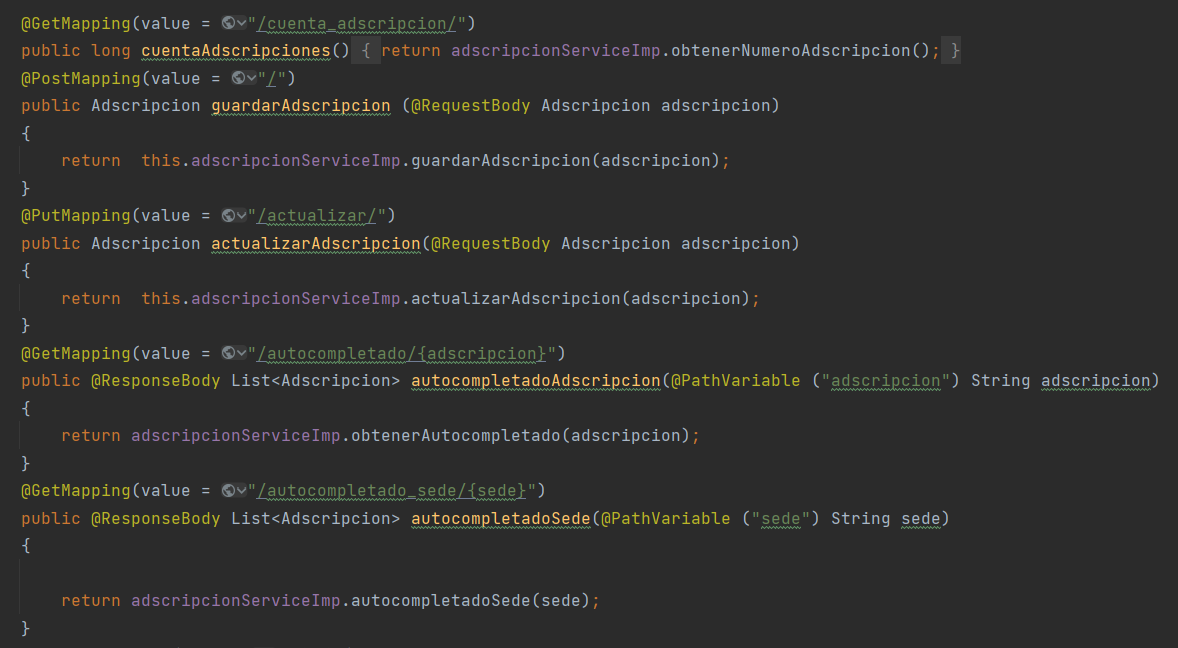 @GetMapping(value = "/cuenta_adscripcion/")
public long cuentaAdscripciones() { return adscripcionServiceImp.obtenerNumeroAdscripcion(); }
@PostMapping(value = "/")
public Adscripcion guardarAdscripcion (@RequestBody Adscripcion adscripcion)
{
    return  this.adscripcionServiceImp.guardarAdscripcion(adscripcion);
}
@PutMapping(value = "/actualizar/")
public Adscripcion actualizarAdscripcion(@RequestBody Adscripcion adscripcion)
{
    return  this.adscripcionServiceImp.actualizarAdscripcion(adscripcion);
}
@GetMapping(value = "/autocompletado/{adscripcion}")
public @ResponseBody List<Adscripcion> autocompletadoAdscripcion(@PathVariable ("adscripcion") String adscripcion)
{
    return adscripcionServiceImp.obtenerAutocompletado(adscripcion);
}
@GetMapping(value = "/autocompletado_sede/{sede}")
public @ResponseBody List<Adscripcion> autocompletadoSede(@PathVariable ("sede") String sede)
{
    return adscripcionServiceImp.autocompletadoSede(sede);
}